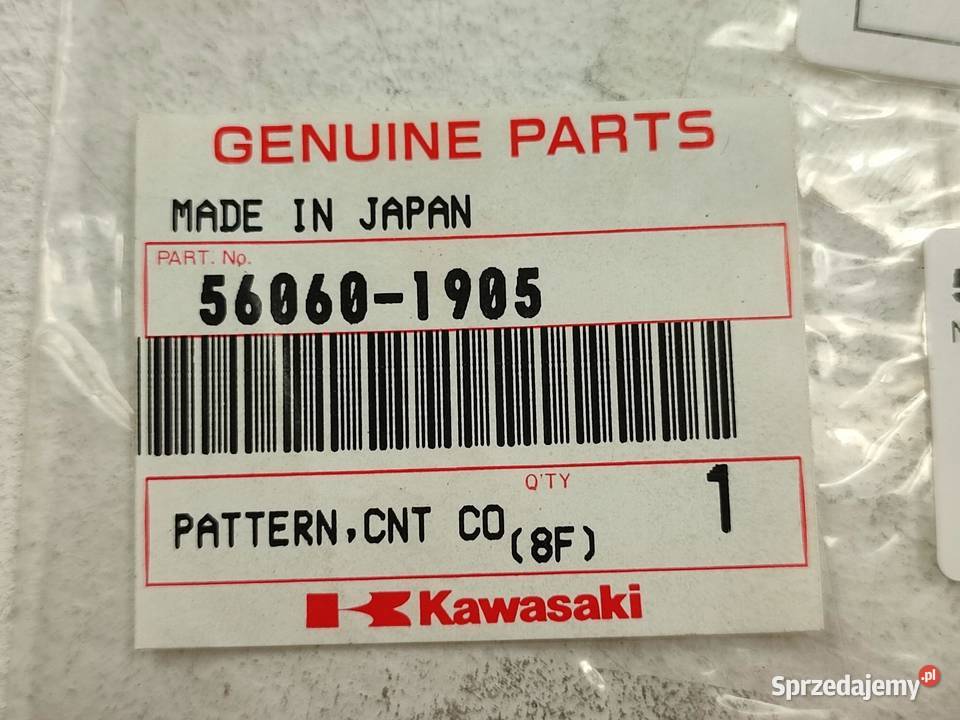 GENUINE PARTS
MADE IN JAPAN
PART. No.
56060-1905
Q'TY
PATTERN,CNT CO (8F) 1
Kawasaki
Sprzedajemy.pl